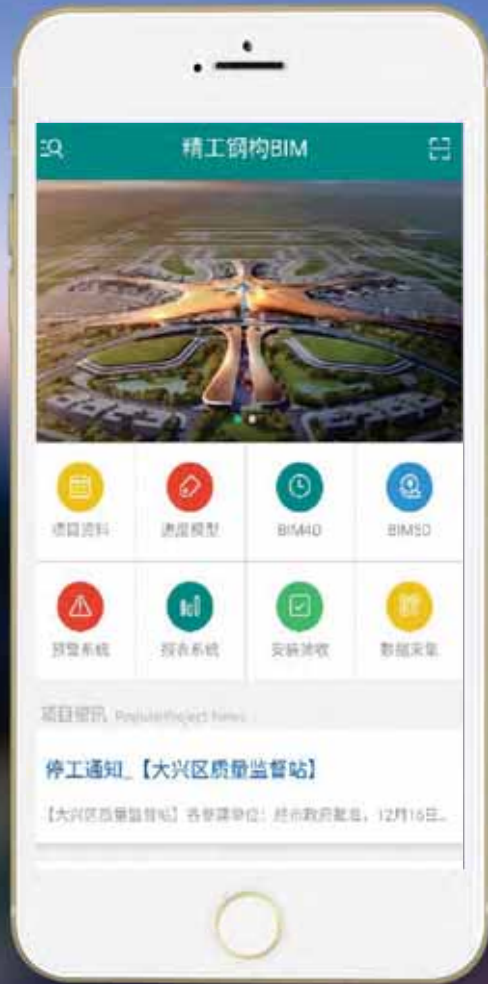 精工钢构BIM
项目资料
进度模型
BIM4D
BIM5D
预警系统
报表系统
安装验收
数据采集
项目资讯 Popular Project News
停工通知_【大兴区质量监督站】
【大兴区质量监督站】各参建单位：经市政府批准，12月16日...